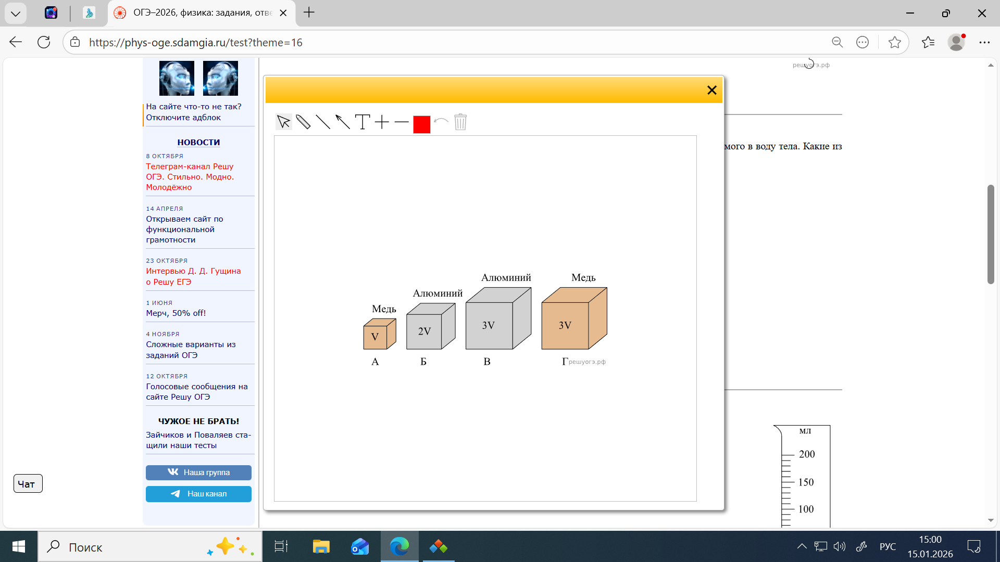 ОГЭ–2026, физика: задания, отве
https://phys-oge.sdamgia.ru/test?theme=16
решуогэ.рф
На сайте что-то не так?
Отключите адблок
НОВОСТИ
8 ОКТЯБРЯ
Телеграм-канал Решу
ОГЭ. Стильно. Модно.
Молодёжно
14 АПРЕЛЯ
Открываем сайт по
функциональной
грамотности
23 ОКТЯБРЯ
Интервью Д. Д. Гущина
о Решу ЕГЭ
1 ИЮНЯ
Мерч, 50% off!
4 НОЯБРЯ
Сложные варианты из
заданий ОГЭ
12 ОКТЯБРЯ
Голосовые сообщения на
сайте Решу ОГЭ
ЧУЖОЕ НЕ БРАТЬ!
Зайчиков и Поваляев ста-
щили наши тесты
Наша группа
Наш канал
Чат
мого в воду тела. Какие из
Алюминий Медь
Алюминий
Медь
V 2V 3V 3V
А Б В Г решуогэ.рф
мл
200
150
100
Поиск
РУС
15:00
15.01.2026